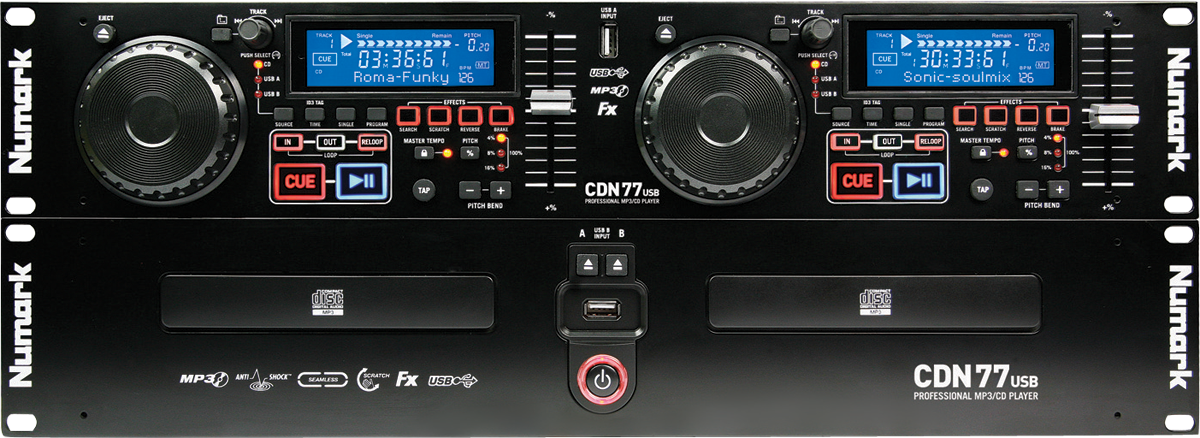 Numark
EJECT
TRACK
PUSH SELECT
CD
USB A
USB B
TRACK Single Remain PITCH
1 - 0.20
Total
CUE 03:36:61
CD BPM MT
Roma-Funky 126
ID3 TAG
SOURCE TIME SINGLE PROGRAM
EFFECTS
SEARCH SCRATCH REVERSE BRAKE
IN OUT RELOOP
LOOP
MASTER TEMPO PITCH
%
4%
8% 100%
16%
CUE
TAP
− +
PITCH BEND
-%
+%
USB A
INPUT
USB
MP3
Fx
CDN 77 USB
PROFESSIONAL MP3/CD PLAYER
EJECT
TRACK
PUSH SELECT
CD
USB A
USB B
TRACK Single Remain PITCH
1 - 0.20
Total
CUE 30:33:61
CD BPM MT
Sonic-soulmix 126
ID3 TAG
SOURCE TIME SINGLE PROGRAM
EFFECTS
SEARCH SCRATCH REVERSE BRAKE
IN OUT RELOOP
LOOP
MASTER TEMPO PITCH
%
4%
8% 100%
16%
CUE
TAP
− +
PITCH BEND
-%
+%
Numark
Numark
A USB B B
INPUT
COMPACT
disc
DIGITAL AUDIO
MP3
COMPACT
disc
DIGITAL AUDIO
MP3
MP3 ANTI SHOCK™ SEAMLESS SCRATCH Fx USB
CDN 77 USB
PROFESSIONAL MP3/CD PLAYER
Numark